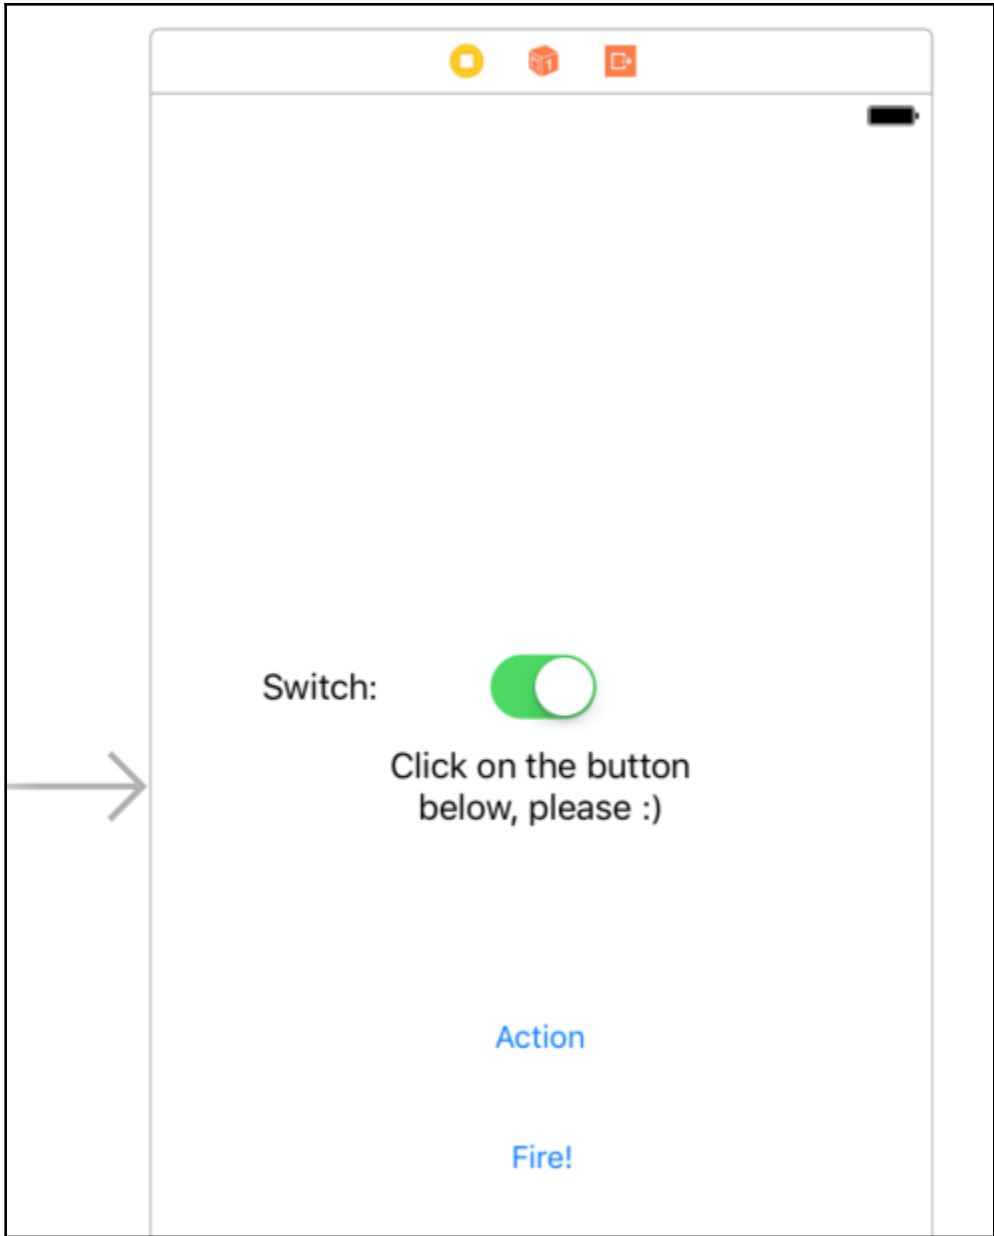 Switch:
Click on the button
below, please :)
Action
Fire!